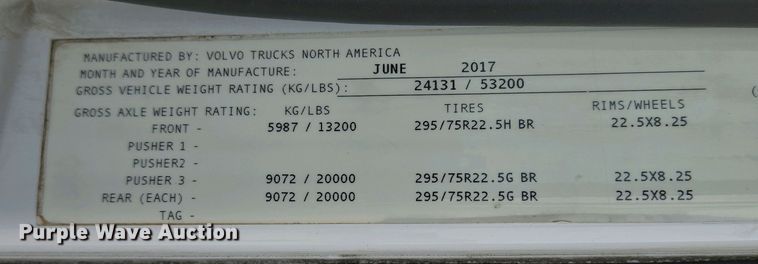 MANUFACTURED BY: VOLVO TRUCKS NORTH AMERICA
MONTH AND YEAR OF MANUFACTURE: JUNE 2017
GROSS VEHICLE WEIGHT RATING (KG/LBS): 24131 / 53200
GROSS AXLE WEIGHT RATING: KG/LBS TIRES RIMS/WHEELS
FRONT - 5987 / 13200 295/75R22.5H BR 22.5X8.25
PUSHER 1 -
PUSHER2 -
PUSHER 3 - 9072 / 20000 295/75R22.5G BR 22.5X8.25
REAR (EACH) - 9072 / 20000 295/75R22.5G BR 22.5X8.25
TAG -
Purple Wave Auction